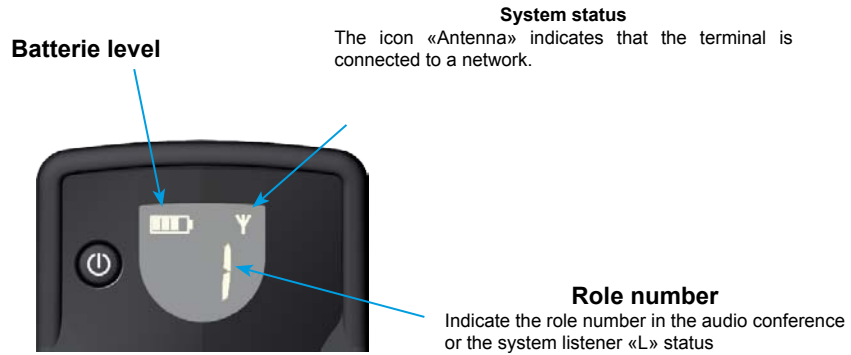 System status
The icon «Antenna» indicates that the terminal is
connected to a network.
Batterie level
1
Role number
Indicate the role number in the audio conference
or the system listener «L» status